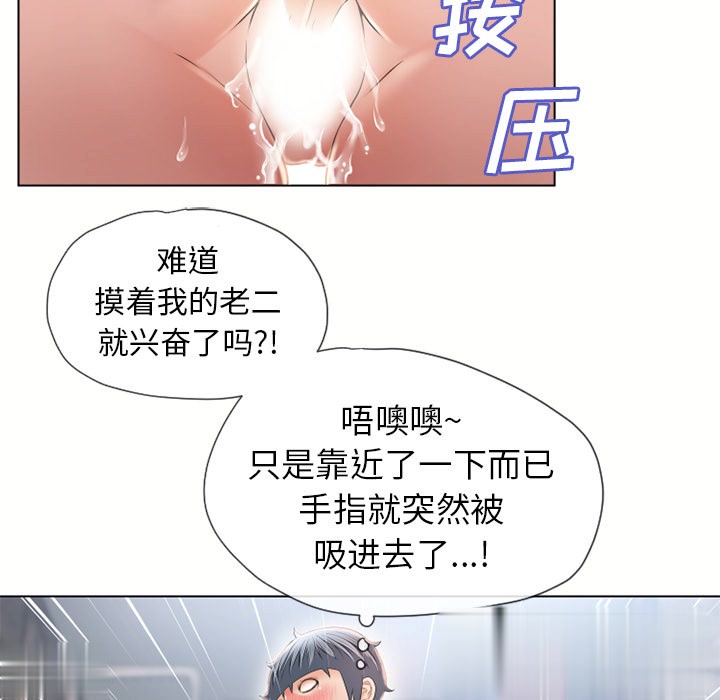 按
压
难道
摸着我的老二
就兴奋了吗?!
唔噢噢~
只是靠近了一下而已
手指就突然被
吸进去了...!